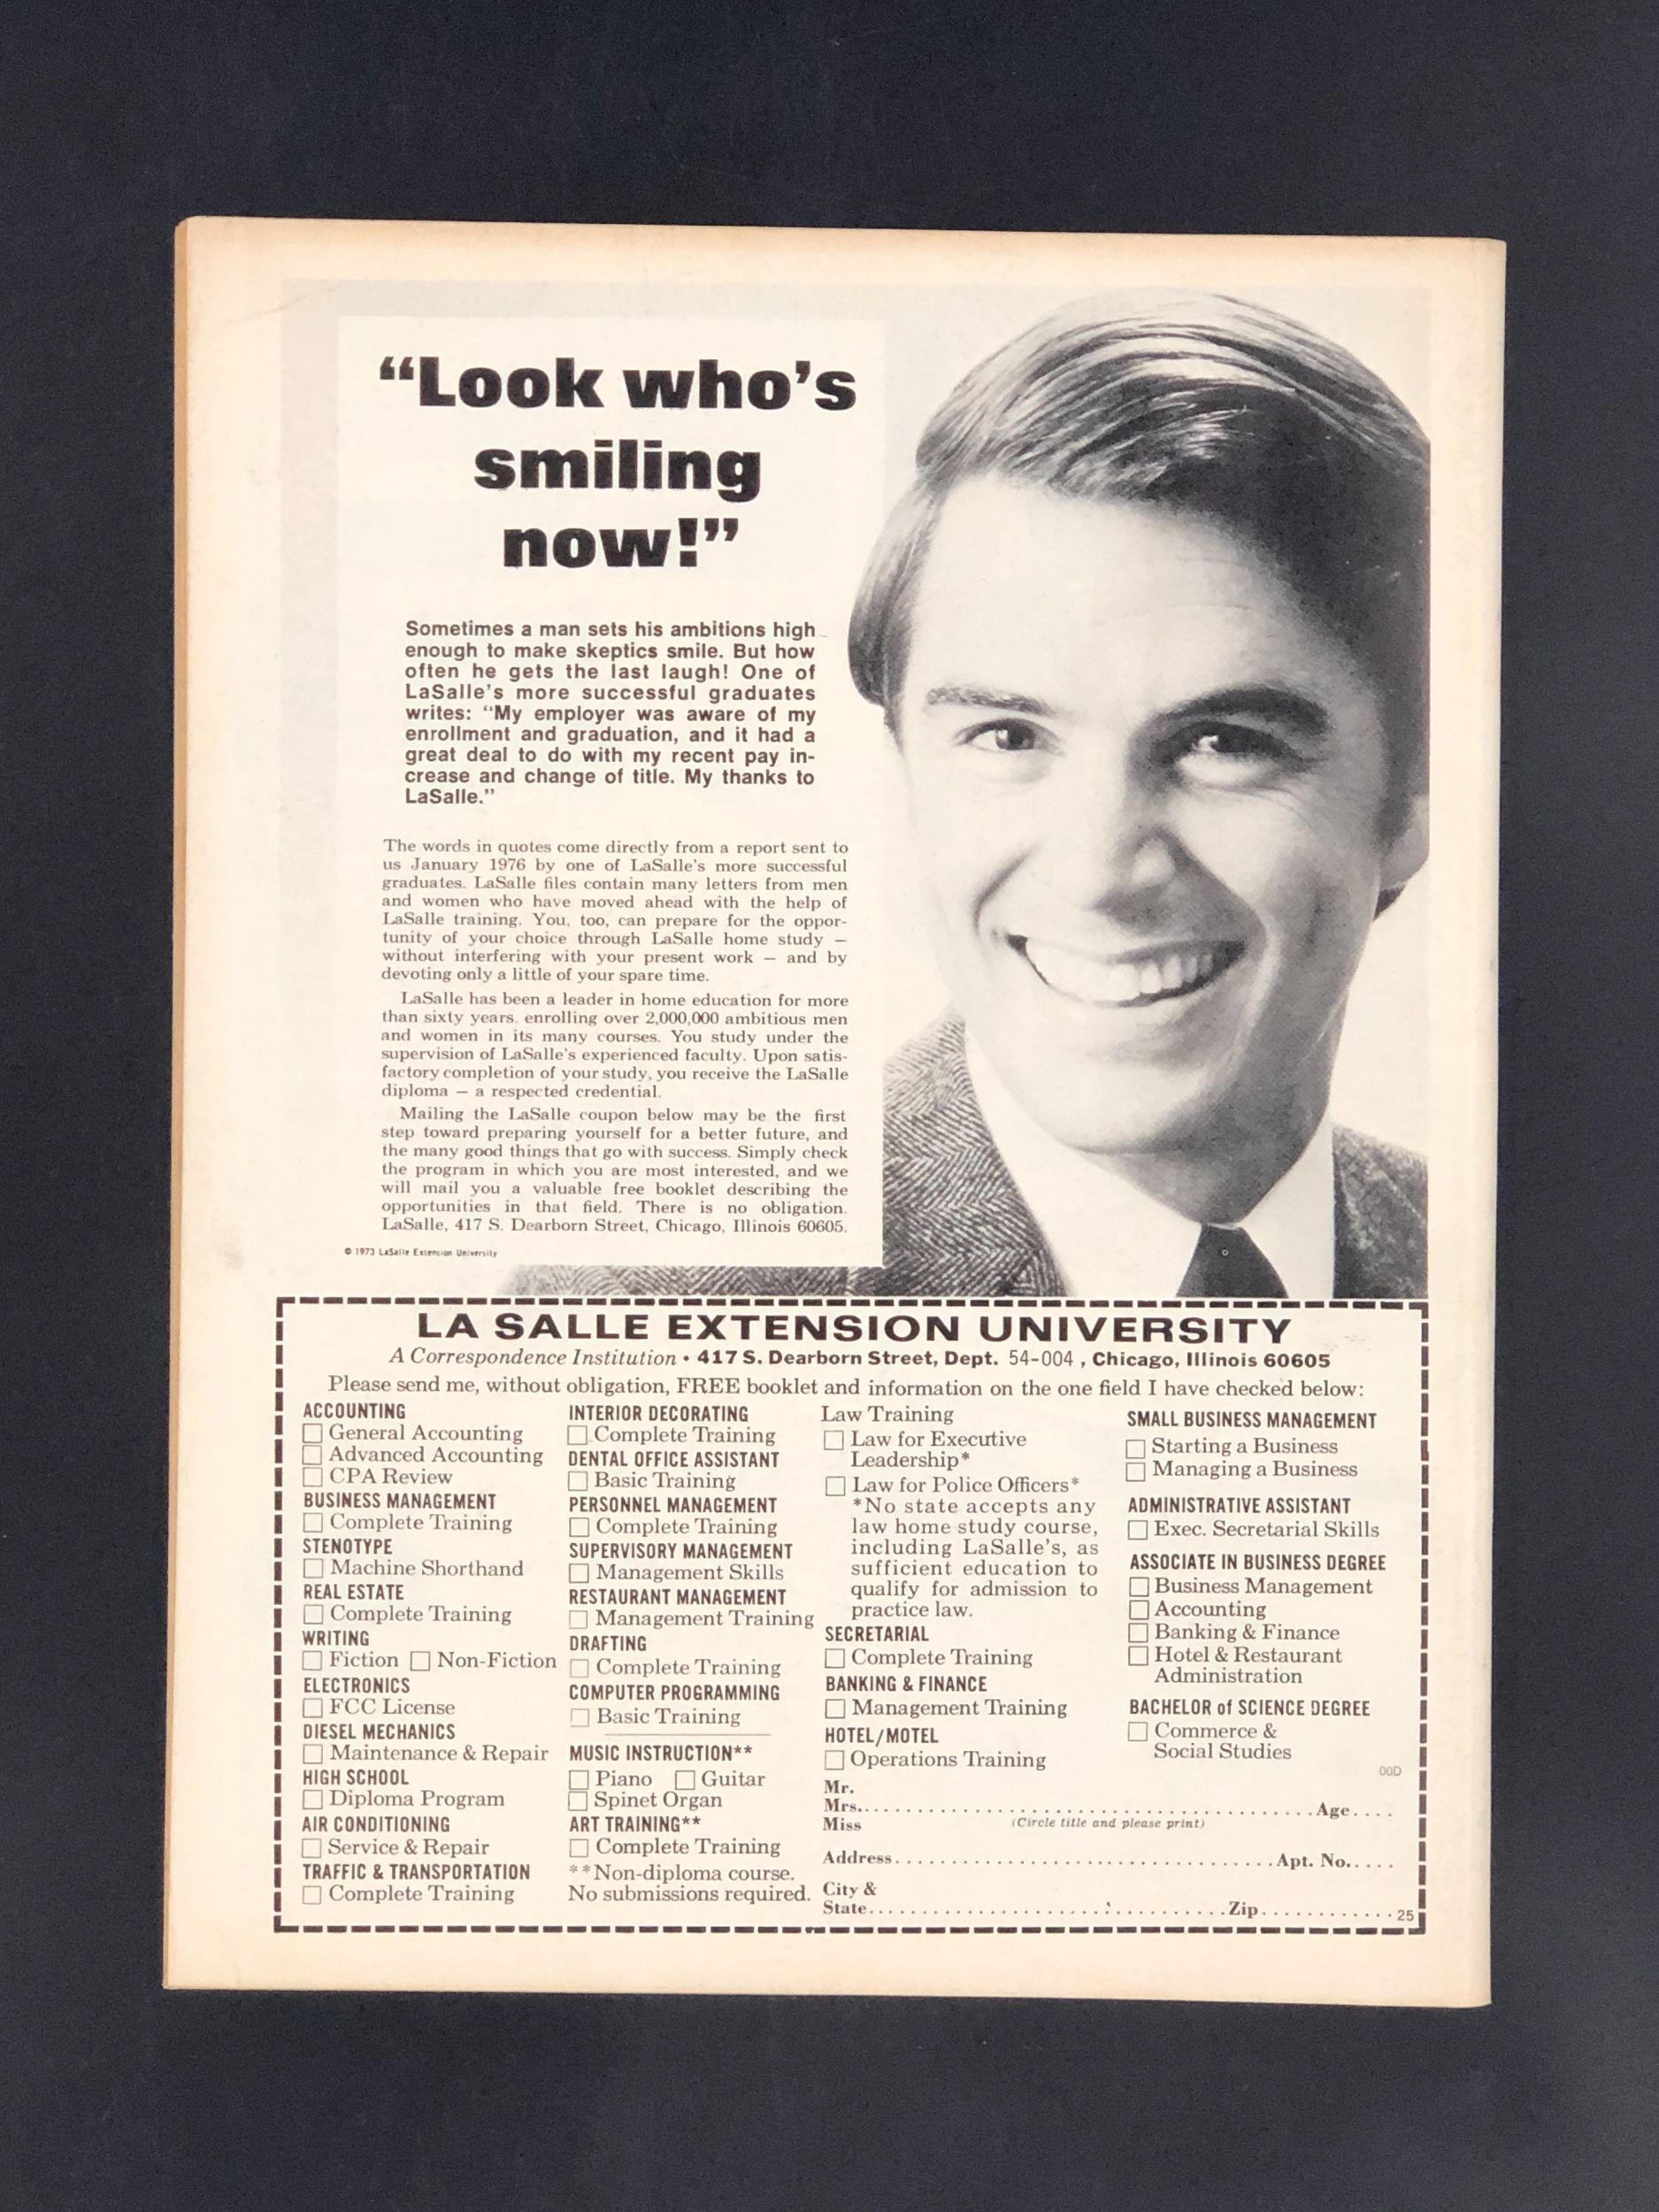 “Look who’s
smiling
now!”
Sometimes a man sets his ambitions high
enough to make skeptics smile. But how
often he gets the last laugh! One of
LaSalle’s more successful graduates
writes: “My employer was aware of my
enrollment and graduation, and it had a
great deal to do with my recent pay in-
crease and change of title. My thanks to
LaSalle.”
The words in quotes come directly from a report sent to
us January 1976 by one of LaSalle’s more successful
graduates. LaSalle files contain many letters from men
and women who have moved ahead with the help of
LaSalle training. You, too, can prepare for the oppor-
tunity of your choice through LaSalle home study —
without interfering with your present work — and by
devoting only a little of your spare time.
LaSalle has been a leader in home education for more
than sixty years, enrolling over 2,000,000 ambitious men
and women in its many courses. You study under the
supervision of LaSalle’s experienced faculty. Upon satis-
factory completion of your study, you receive the LaSalle
diploma — a respected credential.
Mailing the LaSalle coupon below may be the first
step toward preparing yourself for a better future, and
the many good things that go with success. Simply check
the program in which you are most interested, and we
will mail you a valuable free booklet describing the
opportunities in that field. There is no obligation.
LaSalle, 417 S. Dearborn Street, Chicago, Illinois 60605.
© 1973 LaSalle Extension University
LA SALLE EXTENSION UNIVERSITY
A Correspondence Institution • 417 S. Dearborn Street, Dept. 54-004 , Chicago, Illinois 60605
Please send me, without obligation, FREE booklet and information on the one field I have checked below:
ACCOUNTING
General Accounting
Advanced Accounting
CPA Review
BUSINESS MANAGEMENT
Complete Training
STENOTYPE
Machine Shorthand
REAL ESTATE
Complete Training
WRITING
Fiction Non-Fiction
ELECTRONICS
FCC License
DIESEL MECHANICS
Maintenance & Repair
HIGH SCHOOL
Diploma Program
AIR CONDITIONING
Service & Repair
TRAFFIC & TRANSPORTATION
Complete Training
INTERIOR DECORATING
Complete Training
DENTAL OFFICE ASSISTANT
Basic Training
PERSONNEL MANAGEMENT
Complete Training
SUPERVISORY MANAGEMENT
Management Skills
RESTAURANT MANAGEMENT
Management Training
DRAFTING
Complete Training
COMPUTER PROGRAMMING
Basic Training
MUSIC INSTRUCTION**
Piano Guitar
Spinet Organ
ART TRAINING**
Complete Training
**Non-diploma course.
No submissions required.
Law Training
Law for Executive
Leadership*
Law for Police Officers*
*No state accepts any
law home study course,
including LaSalle’s, as
sufficient education to
qualify for admission to
practice law.
SECRETARIAL
Complete Training
BANKING & FINANCE
Management Training
HOTEL/MOTEL
Operations Training
SMALL BUSINESS MANAGEMENT
Starting a Business
Managing a Business
ADMINISTRATIVE ASSISTANT
Exec. Secretarial Skills
ASSOCIATE IN BUSINESS DEGREE
Business Management
Accounting
Banking & Finance
Hotel & Restaurant
Administration
BACHELOR of SCIENCE DEGREE
Commerce &
Social Studies
00D
Mr.
Mrs. Age
Miss (Circle title and please print)
Address Apt. No.
City &
State Zip 25